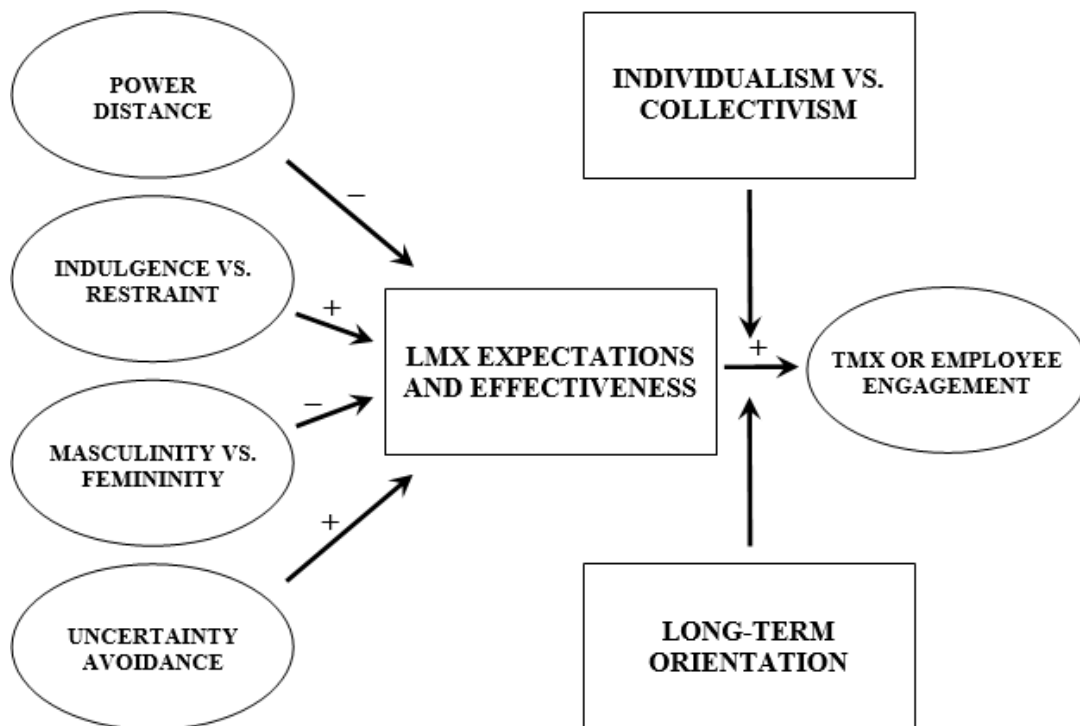 POWER
DISTANCE
INDIVIDUALISM VS.
COLLECTIVISM
–
INDULGENCE VS.
RESTRAINT
+
LMX EXPECTATIONS
AND EFFECTIVENESS
+
TMX OR EMPLOYEE
ENGAGEMENT
–
MASCULINITY VS.
FEMININITY
+
UNCERTAINTY
AVOIDANCE
LONG-TERM
ORIENTATION